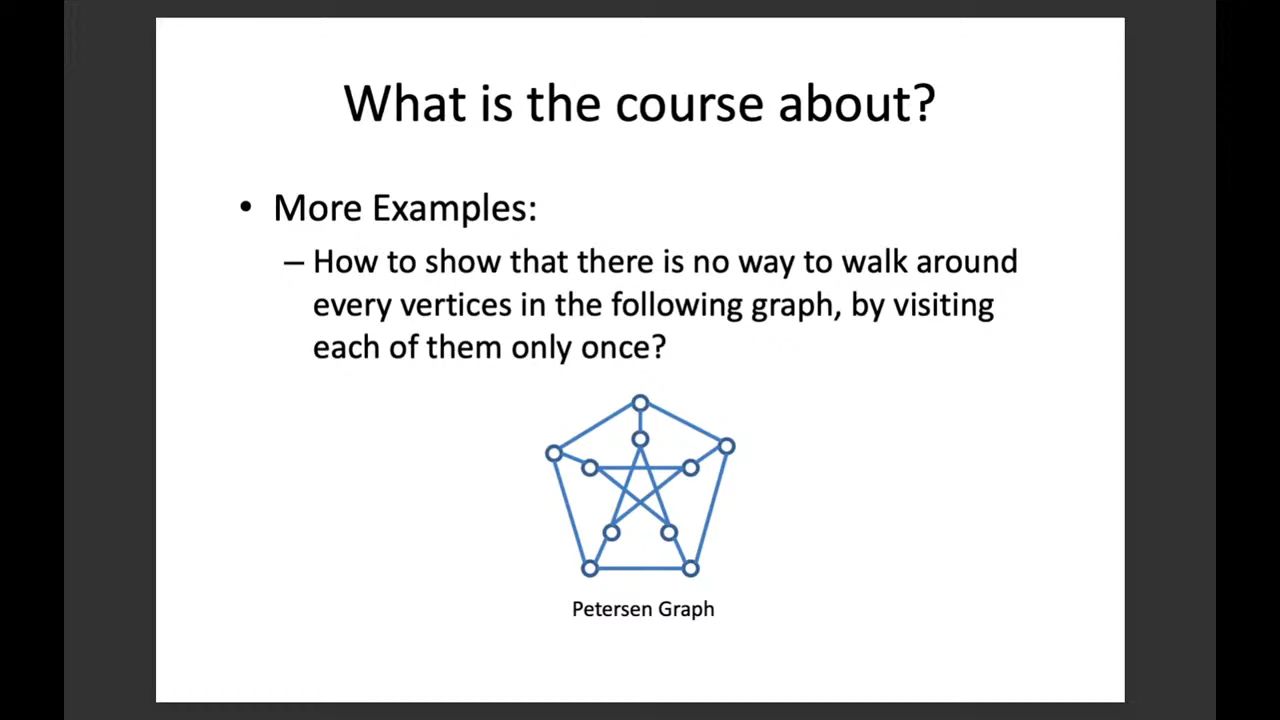 What is the course about?
• More Examples:
– How to show that there is no way to walk around
every vertices in the following graph, by visiting
each of them only once?
Petersen Graph